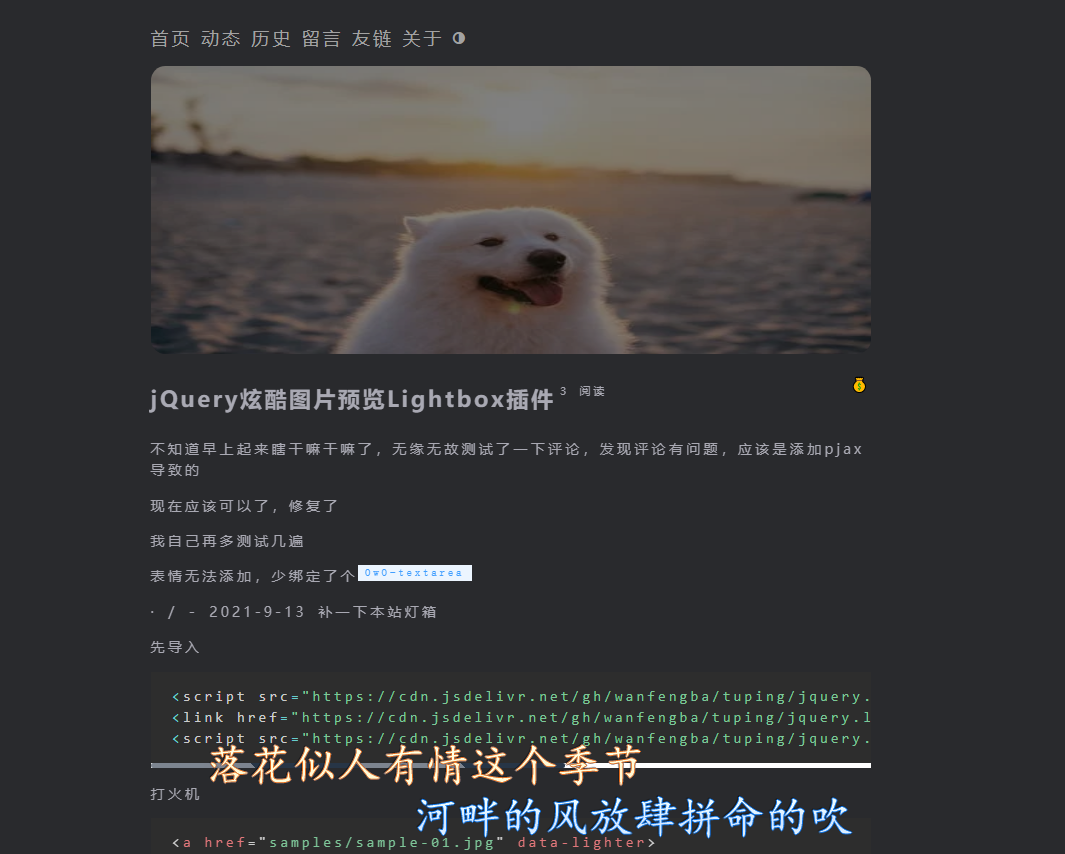 首页 动态 历史 留言 友链 关于
jQuery炫酷图片预览Lightbox插件 3 阅读
不知道早上起来瞎干嘛干嘛了，无缘无故测试了一下评论，发现评论有问题，应该是添加pjax
导致的
现在应该可以了，修复了
我自己再多测试几遍
表情无法添加，少绑定了个 OwO-textarea
· / - 2021-9-13 补一下本站灯箱
先导入
<script src="https://cdn.jsdelivr.net/gh/wanfengba/tuping/jquery.
<link href="https://cdn.jsdelivr.net/gh/wanfengba/tuping/jquery.l
<script src="https://cdn.jsdelivr.net/gh/wanfengba/tuping/jquery.
落花似人有情这个季节
打火机
河畔的风放肆拼命的吹
<a href="samples/sample-01.jpg" data-lighter>